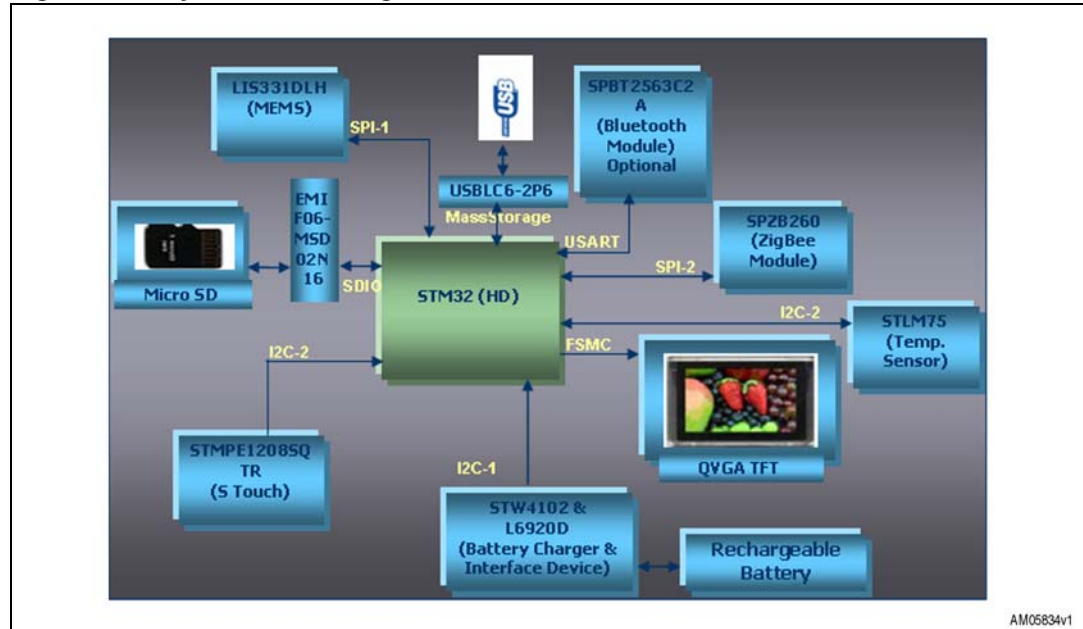 LIS331DLH
(MEMS)
USB
SPBT2563C2
A
(Bluetooth
Module)
Optional
SPI-1
USBLC6-2P6
MassStorage
EMI
F06-
MSD
02N
16
SPZB260
(ZigBee
Module)
USART
SPI-2
Micro SD
SDIO
STM32 (HD)
I2C-2
STLM75
(Temp.
Sensor)
I2C-2
FSMC
STMPE1208SQ
TR
(S Touch)
QVGA TFT
I2C-1
STW4102 &
L6920D
(Battery Charger &
Interface Device)
Rechargeable
Battery
AM05834v1